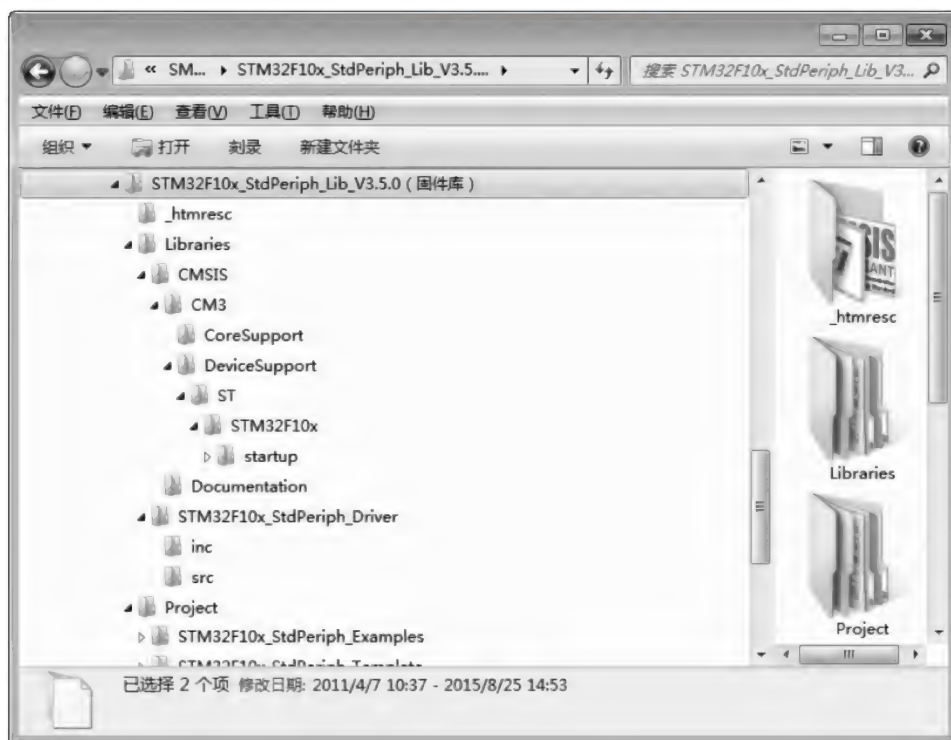 « SM... ▸ STM32F10x_StdPeriph_Lib_V3.5.... ▸ 搜索 STM32F10x_StdPeriph_Lib_V3...
文件(F) 编辑(E) 查看(V) 工具(T) 帮助(H)
组织 打开 刻录 新建文件夹
STM32F10x_StdPeriph_Lib_V3.5.0 ( 固件库 )
_htmresc
Libraries
CMSIS
CM3
CoreSupport
DeviceSupport
ST
STM32F10x
startup
Documentation
STM32F10x_StdPeriph_Driver
inc
src
Project
STM32F10x_StdPeriph_Examples
STM32F10x_StdPeriph_Template
_htmresc
Libraries
Project
已选择 2 个项 修改日期: 2011/4/7 10:37 - 2015/8/25 14:53